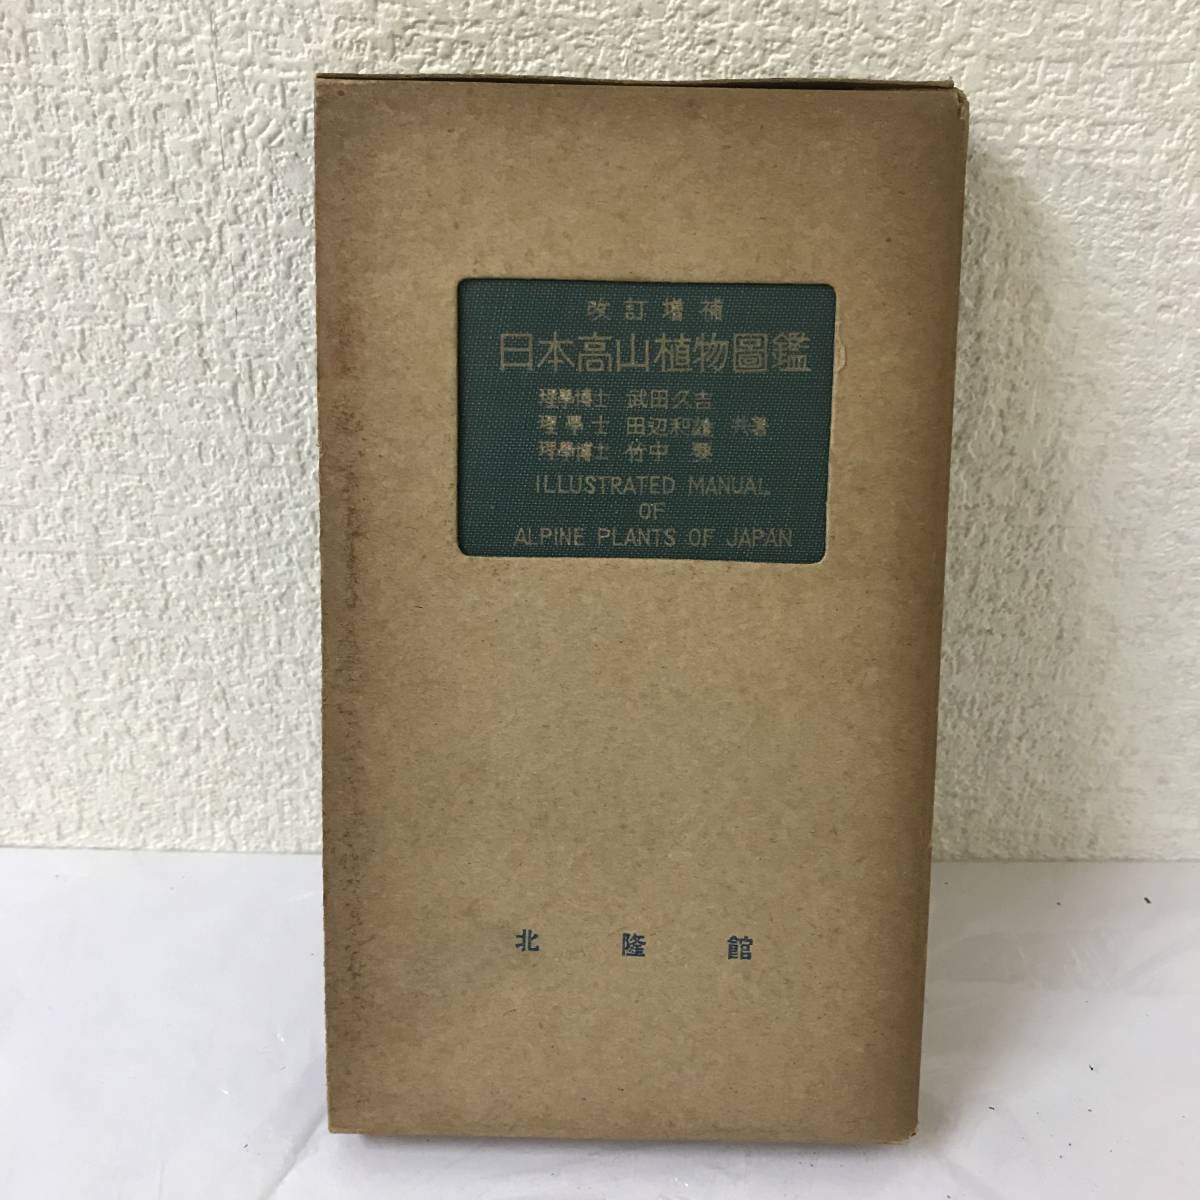 改訂増補
日本高山植物圖鑑
理學博士 武田久吉
理學士 田辺和雄 共著
理學博士 竹中 要
ILLUSTRATED MANUAL
OF
ALPINE PLANTS OF JAPAN
北隆館